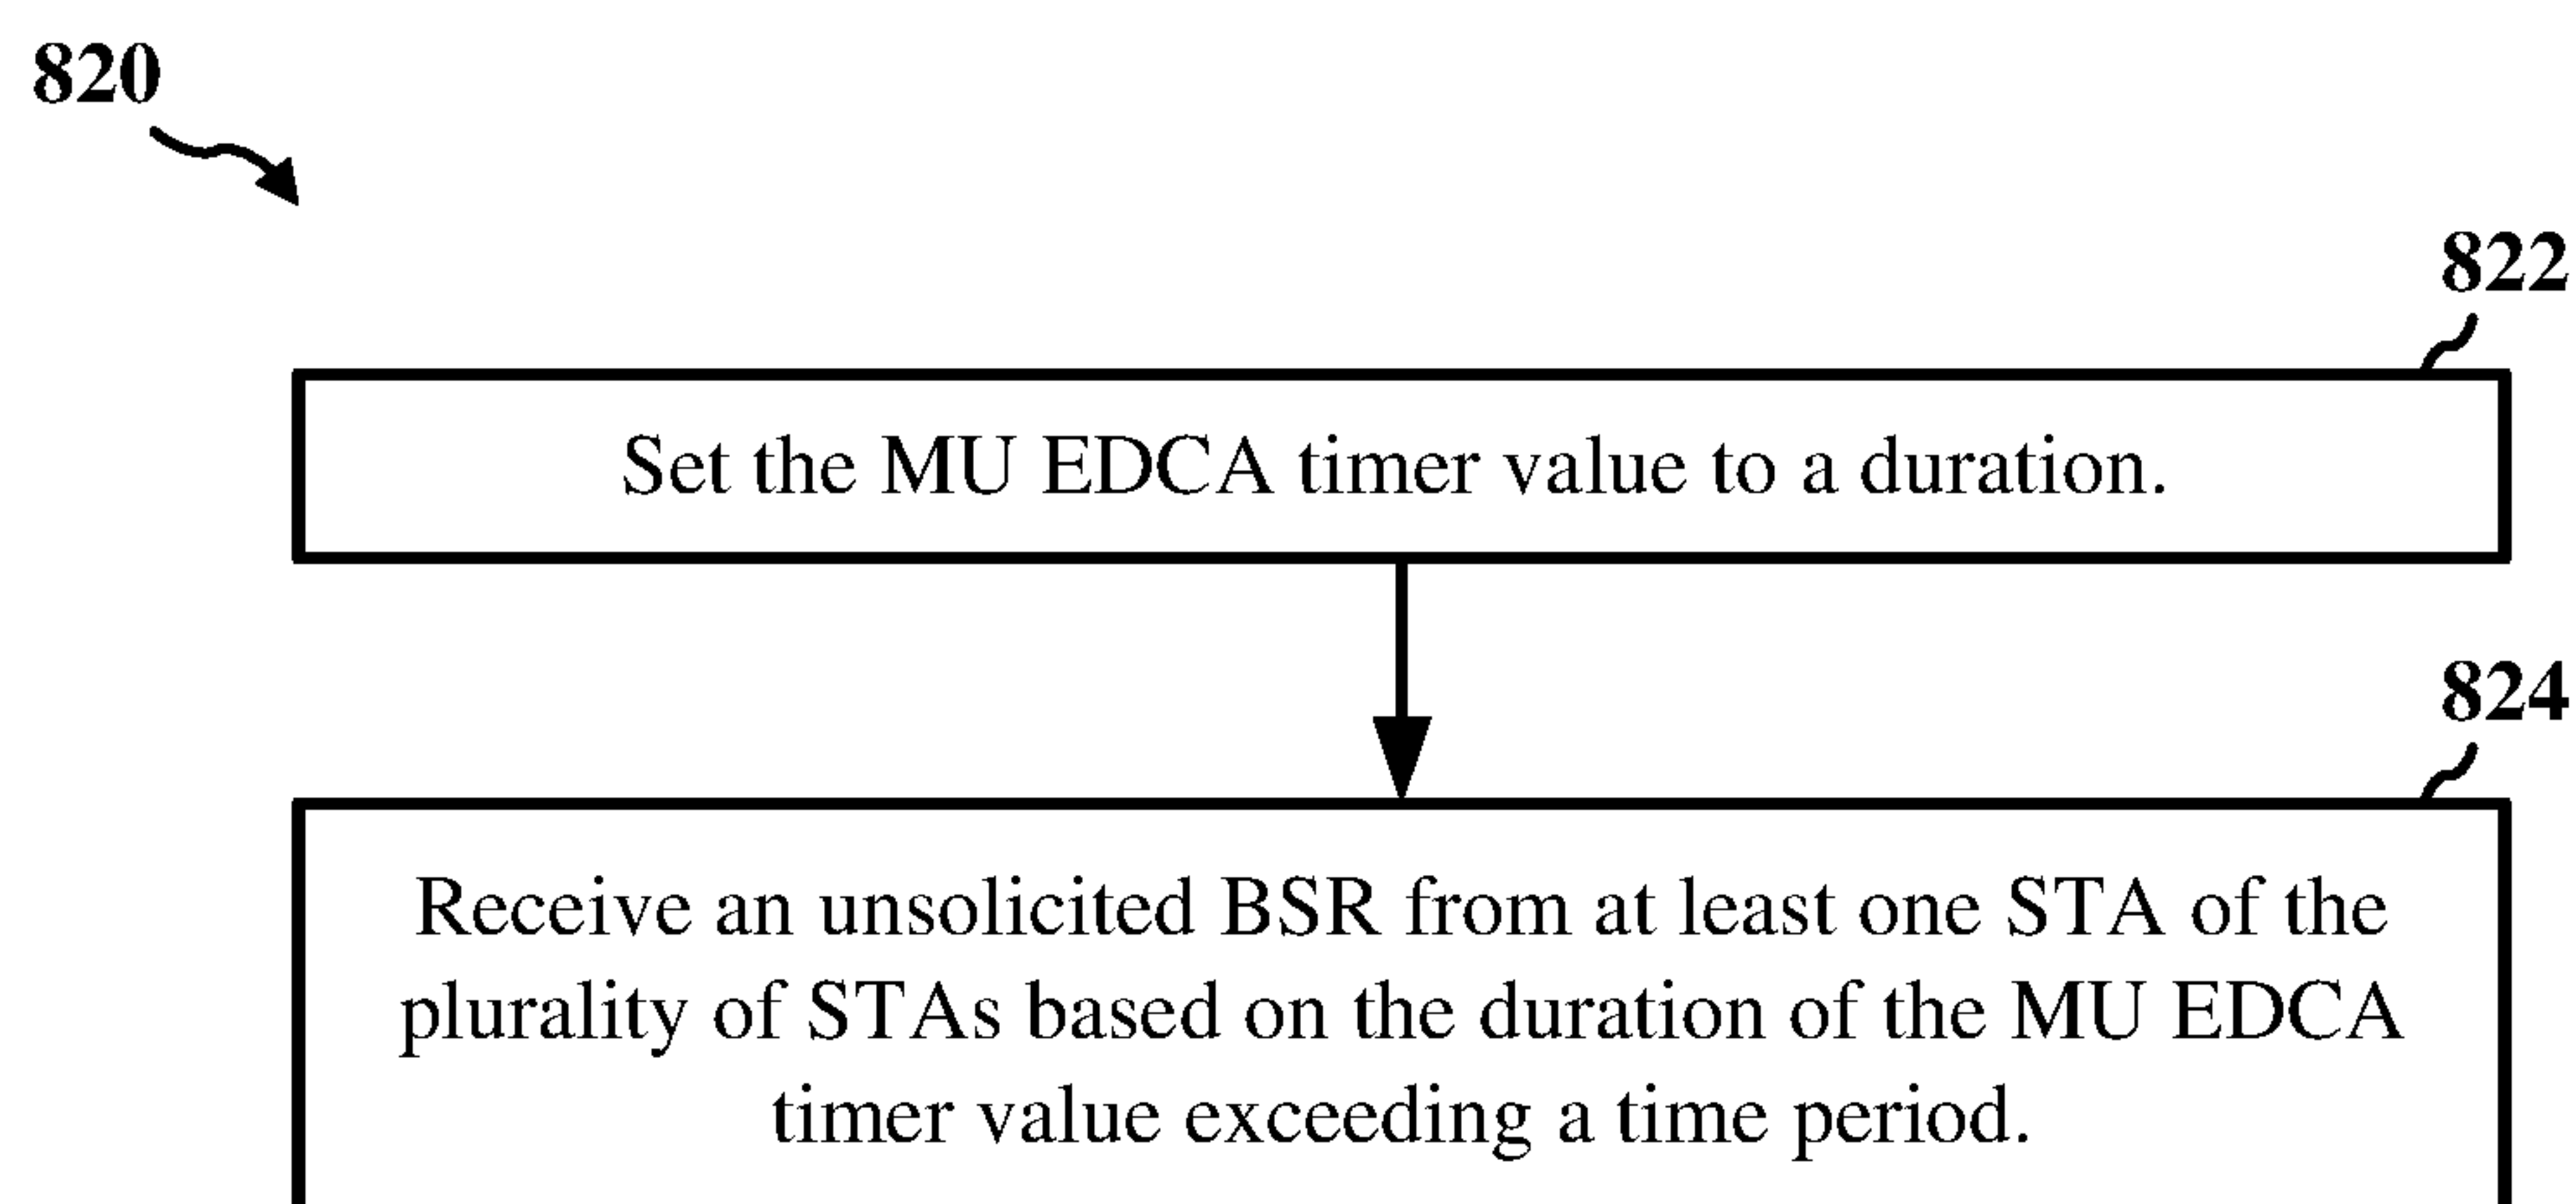 820
822
Set the MU EDCA timer value to a duration.
824
Receive an unsolicited BSR from at least one STA of the
plurality of STAs based on the duration of the MU EDCA
timer value exceeding a time period.